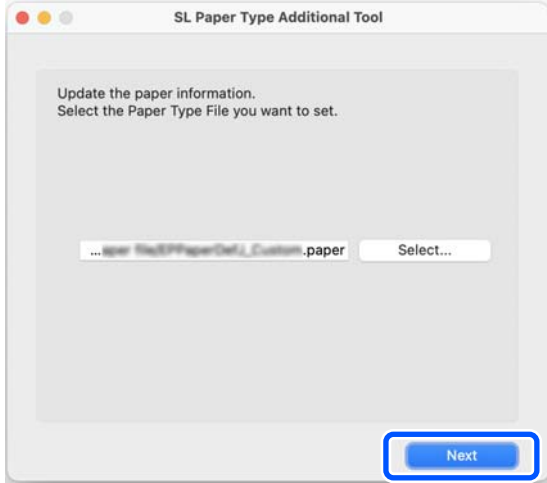 SL Paper Type Additional Tool
Update the paper information.
Select the Paper Type File you want to set.
... .paper
Select...
Next